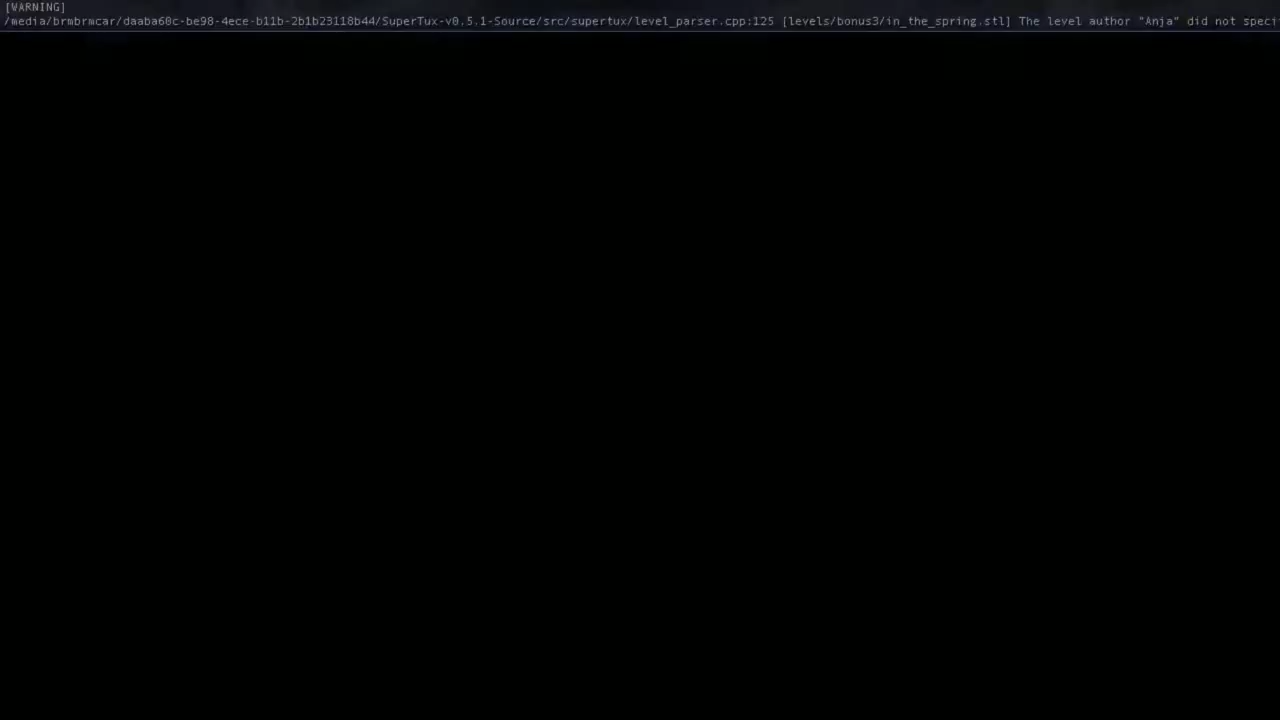 [WARNING]
/media/brmbrmcar/daaba60c-be98-4ece-b11b-2b1b23118b44/SuperTux-v0.5.1-Source/src/supertux/level_parser.cpp:125 [levels/bonus3/in_the_spring.stl] The level author "Anja" did not speci